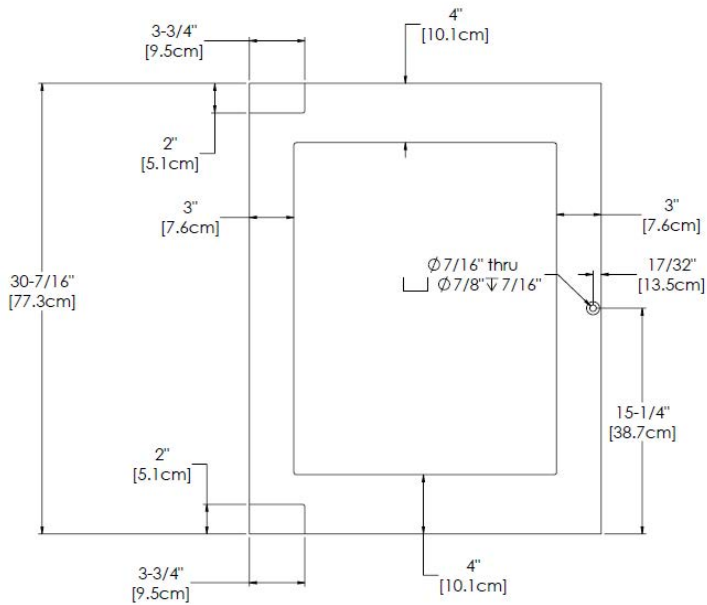 4"
[10.1cm]
3-3/4"
[9.5cm]
2"
[5.1cm]
3"
[7.6cm]
3"
[7.6cm]
30-7/16"
[77.3cm]
Ø 7/16" thru
⌴ Ø 7/8" ↧ 7/16"
17/32"
[13.5cm]
15-1/4"
[38.7cm]
2"
[5.1cm]
3-3/4"
[9.5cm]
4"
[10.1cm]